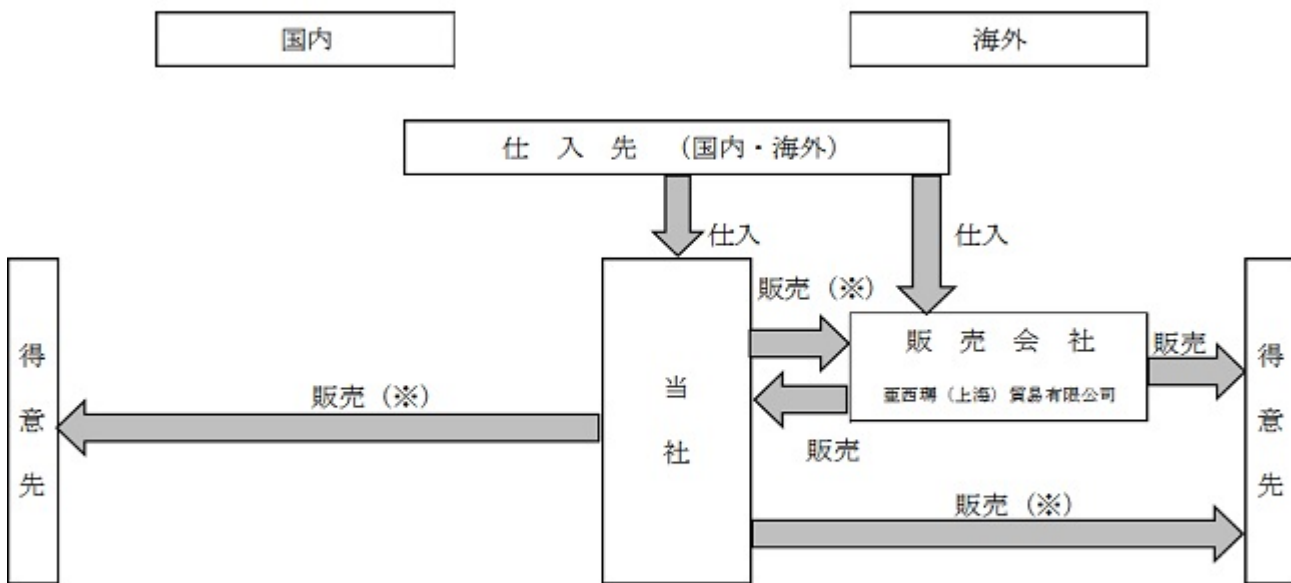 国内
海外
仕 入 先 （国内・海外）
仕入
仕入
販売（※）
販 売 会 社
亜西瑪（上海）貿易有限公司
販売
得意先
販売（※）
当社
販売
得意先
販売（※）